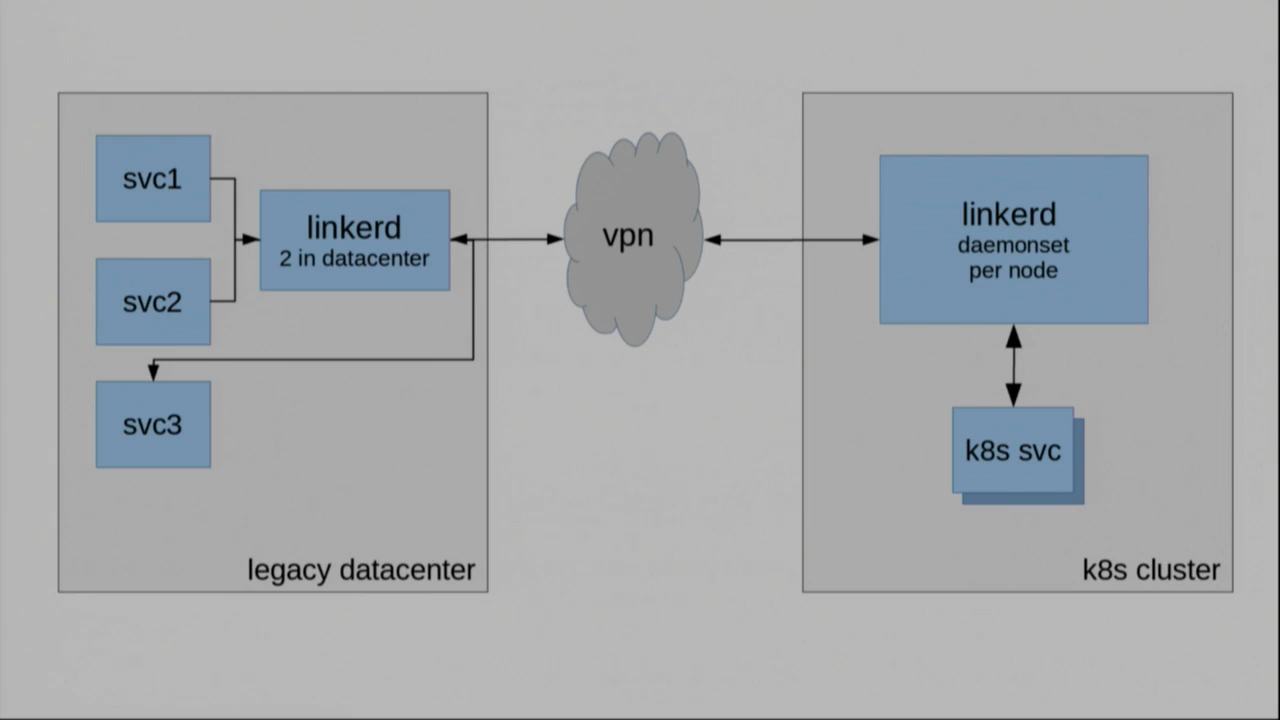 svc1
svc2
svc3
linkerd
2 in datacenter
legacy datacenter
vpn
linkerd
daemonset
per node
k8s svc
k8s cluster